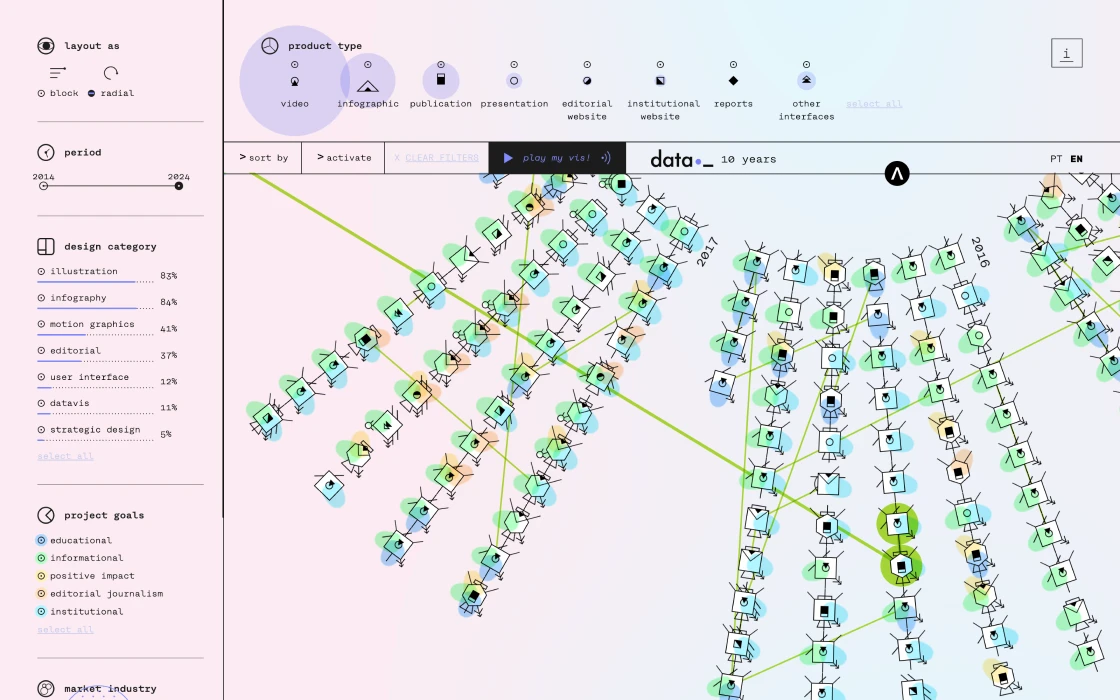 layout as
block radial
period
2014 2024
design category
illustration 83%
infography 84%
motion graphics 41%
editorial 37%
user interface 12%
datavis 11%
strategic design 5%
select all
project goals
educational
informational
positive impact
editorial journalism
institutional
select all
market industry
product type
video infographic publication presentation editorial website institutional website reports other interfaces select all
i
> sort by > activate X CLEAR FILTERS play my vis! data._ 10 years PT EN
2017
2016